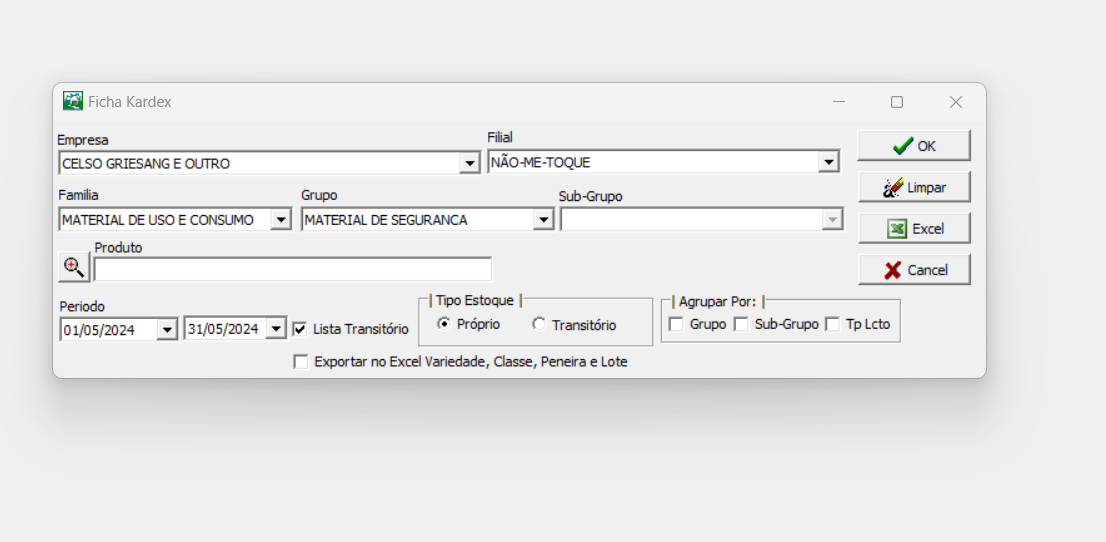 Ficha Kardex
Empresa
Filial
CELSO GRIESANG E OUTRO
NÃO-ME-TOQUE
OK
Familia
Grupo
Sub-Grupo
Limpar
MATERIAL DE USO E CONSUMO
MATERIAL DE SEGURANCA
Excel
Produto
Cancel
Periodo
| Tipo Estoque |
| Agrupar Por: |
01/05/2024
31/05/2024
Lista Transitório
Próprio
Transitório
Grupo
Sub-Grupo
Tp Lcto
Exportar no Excel Variedade, Classe, Peneira e Lote